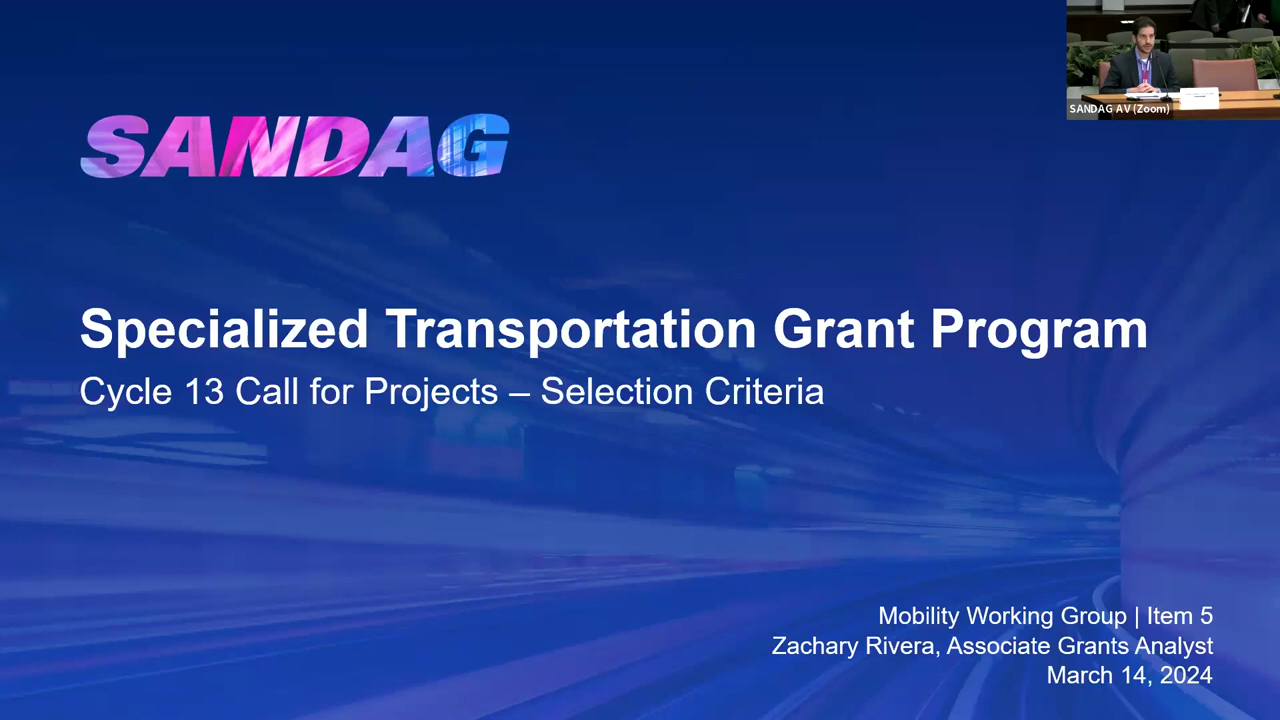 SANDAG AV (Zoom)
SANDAG
Specialized Transportation Grant Program
Cycle 13 Call for Projects – Selection Criteria
Mobility Working Group | Item 5
Zachary Rivera, Associate Grants Analyst
March 14, 2024